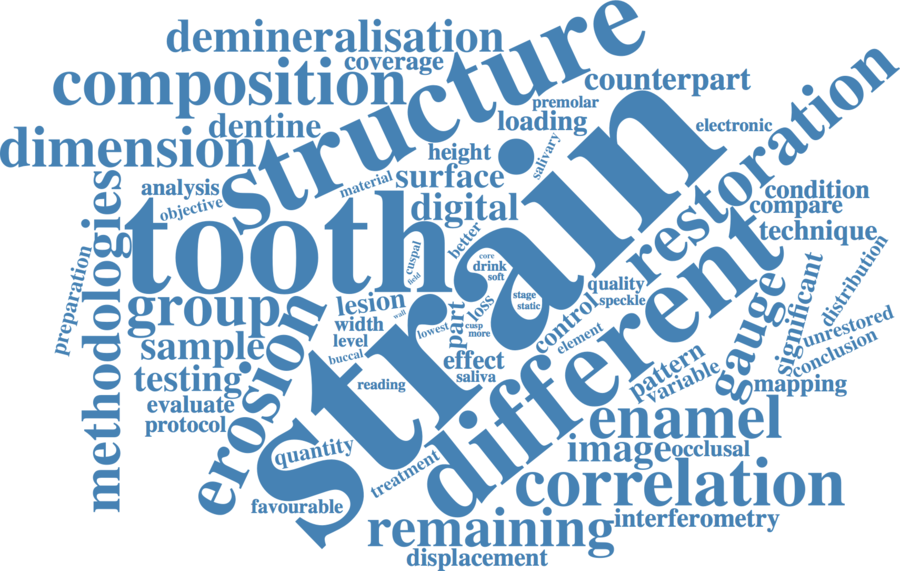 demineralisation
coverage
composition
structure
counterpart
premolar
loading
dentine
dimension
electronic
salivary
height
restoration
material
surface
analysis
objective
condition
compare
digital
tooth
strain
technique
better
cuspal
field
core
drink
soft
methodologies
preparation
quality
speckle
different
distribution
significant
group
lesion
width
wall
level
buccal
lowest
part
loss
cusp
more
stage
static
control
element
gauge
unrestored
conclusion
sample
erosion
effect
saliva
reading
pattern
variable
mapping
testing
evaluate
protocol
enamel
image
occlusal
quantity
treatment
correlation
favourable
remaining
interferometry
displacement